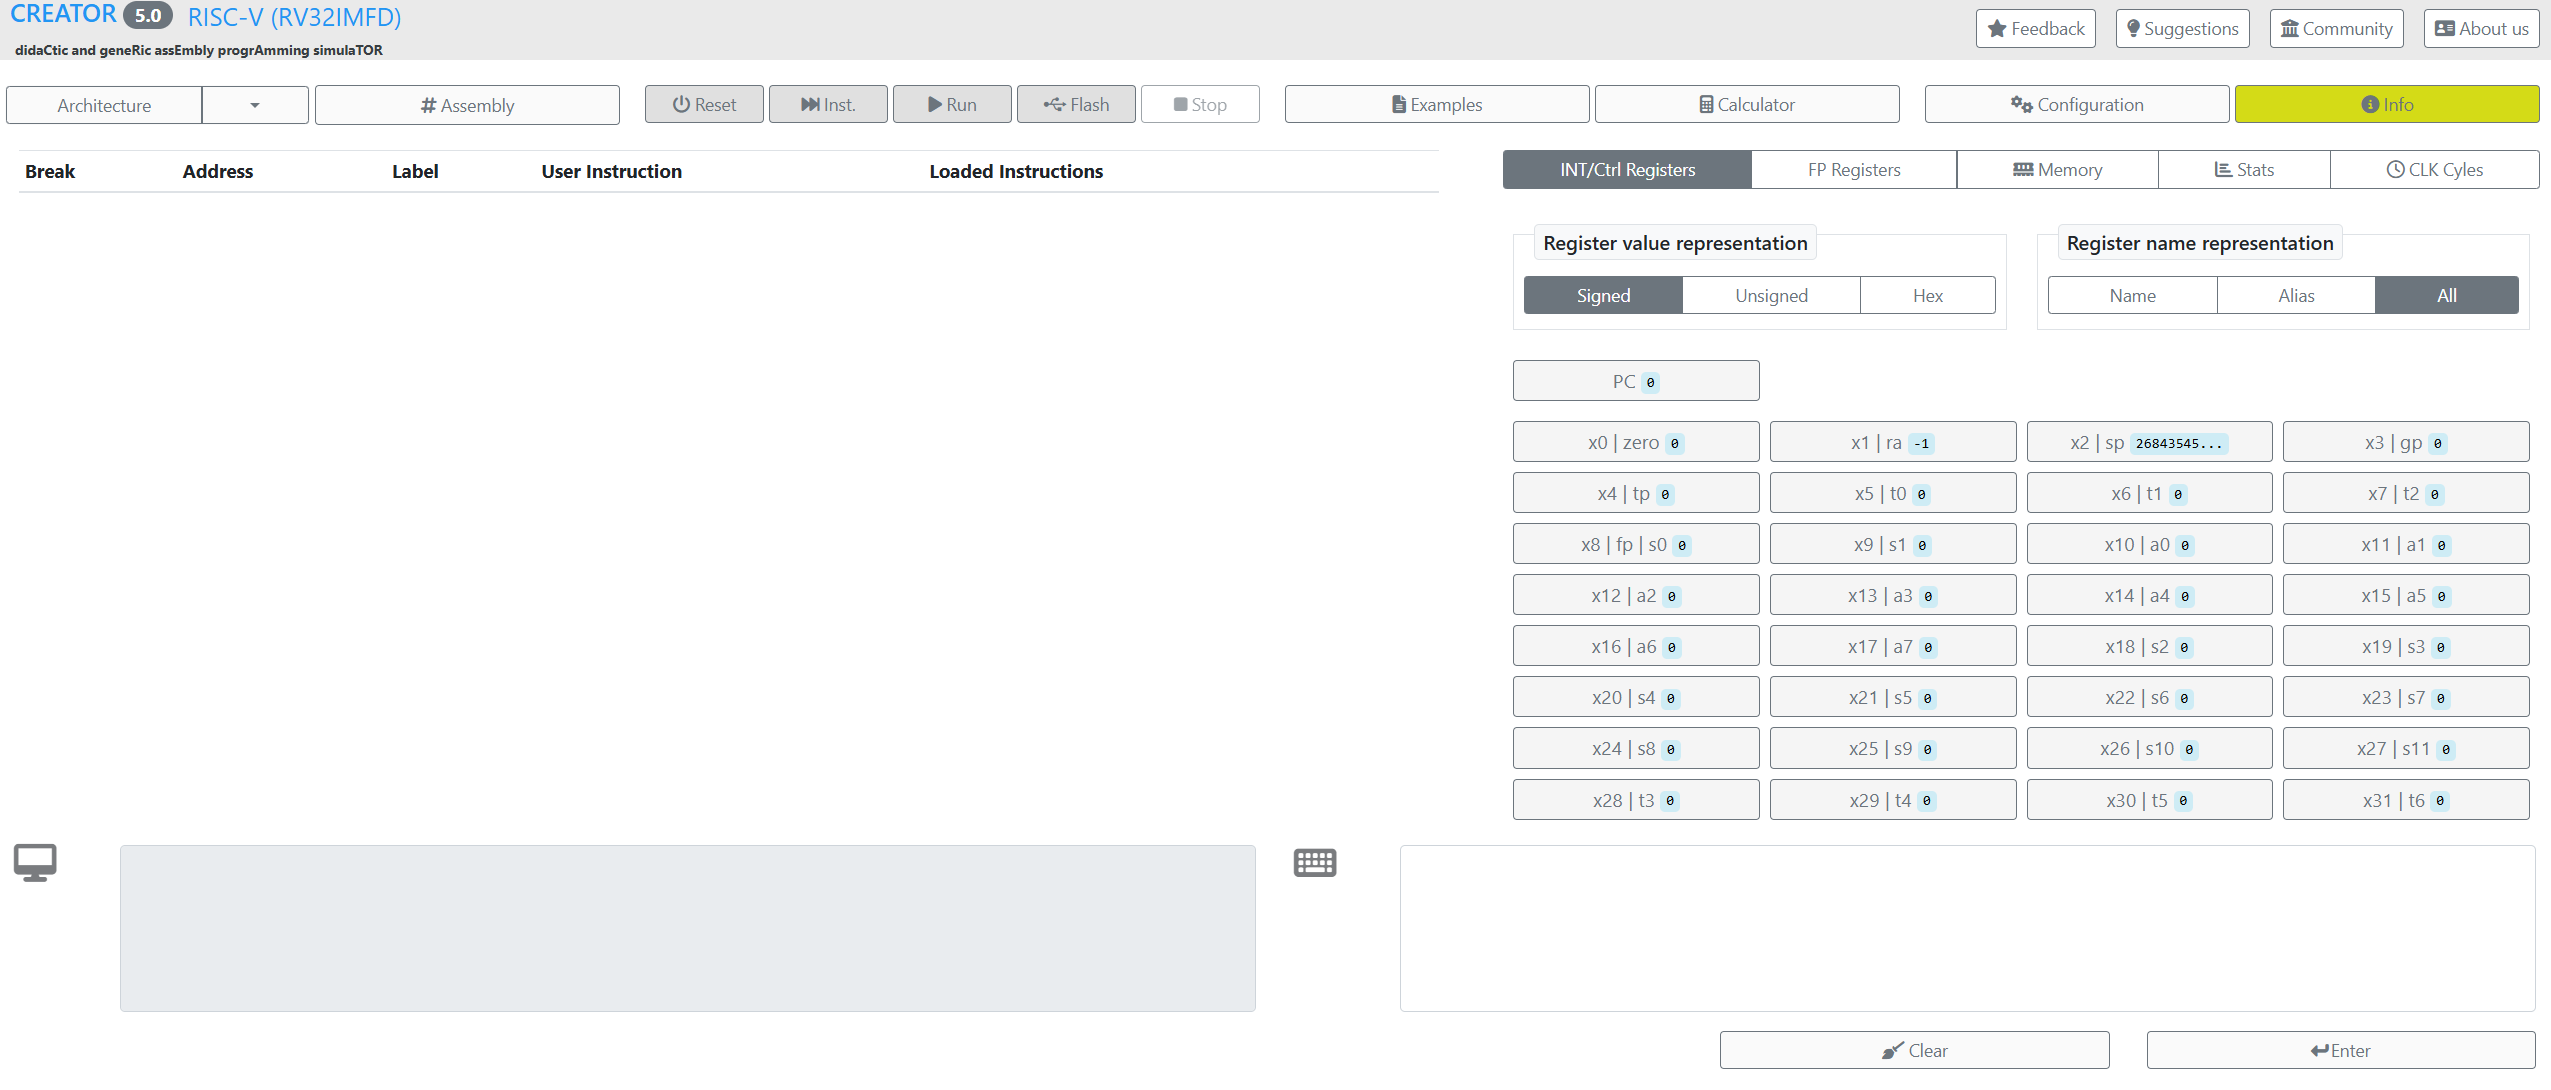 CREATOR 5.0 RISC-V (RV32IMFD)
didaCtic and geneRic assEmbly progrAmming simulaTOR
Feedback Suggestions Community About us
Architecture # Assembly Reset Inst. Run Flash Stop Examples Calculator Configuration Info
Break Address Label User Instruction Loaded Instructions
INT/Ctrl Registers FP Registers Memory Stats CLK Cyles
Register value representation Register name representation
Signed Unsigned Hex Name Alias All
PC 0
x0 | zero 0 x1 | ra -1 x2 | sp 26843545... x3 | gp 0
x4 | tp 0 x5 | t0 0 x6 | t1 0 x7 | t2 0
x8 | fp | s0 0 x9 | s1 0 x10 | a0 0 x11 | a1 0
x12 | a2 0 x13 | a3 0 x14 | a4 0 x15 | a5 0
x16 | a6 0 x17 | a7 0 x18 | s2 0 x19 | s3 0
x20 | s4 0 x21 | s5 0 x22 | s6 0 x23 | s7 0
x24 | s8 0 x25 | s9 0 x26 | s10 0 x27 | s11 0
x28 | t3 0 x29 | t4 0 x30 | t5 0 x31 | t6 0
Clear Enter